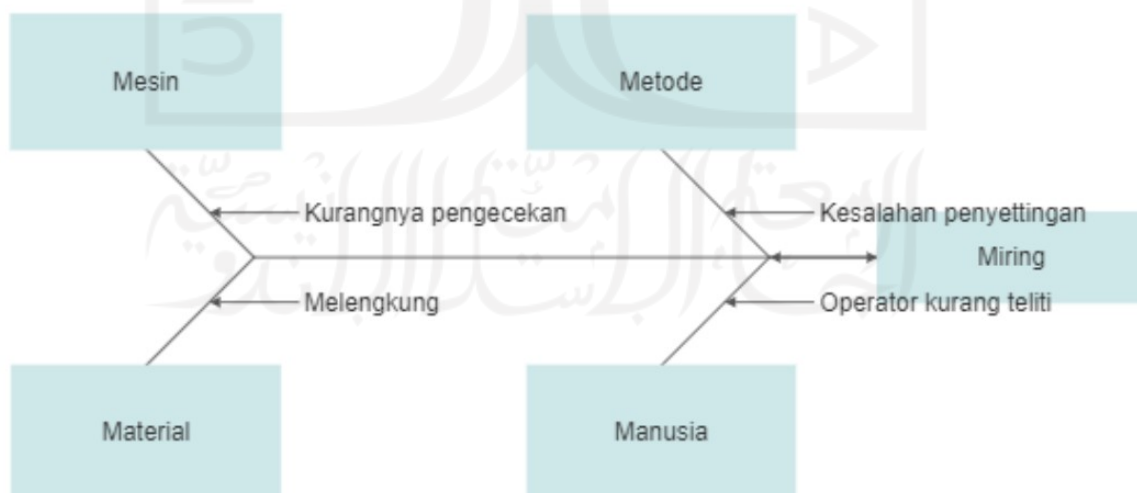 Mesin
Metode
Kurangnya pengecekan
Kesalahan penyettingan
Miring
Melengkung
Operator kurang teliti
Material
Manusia